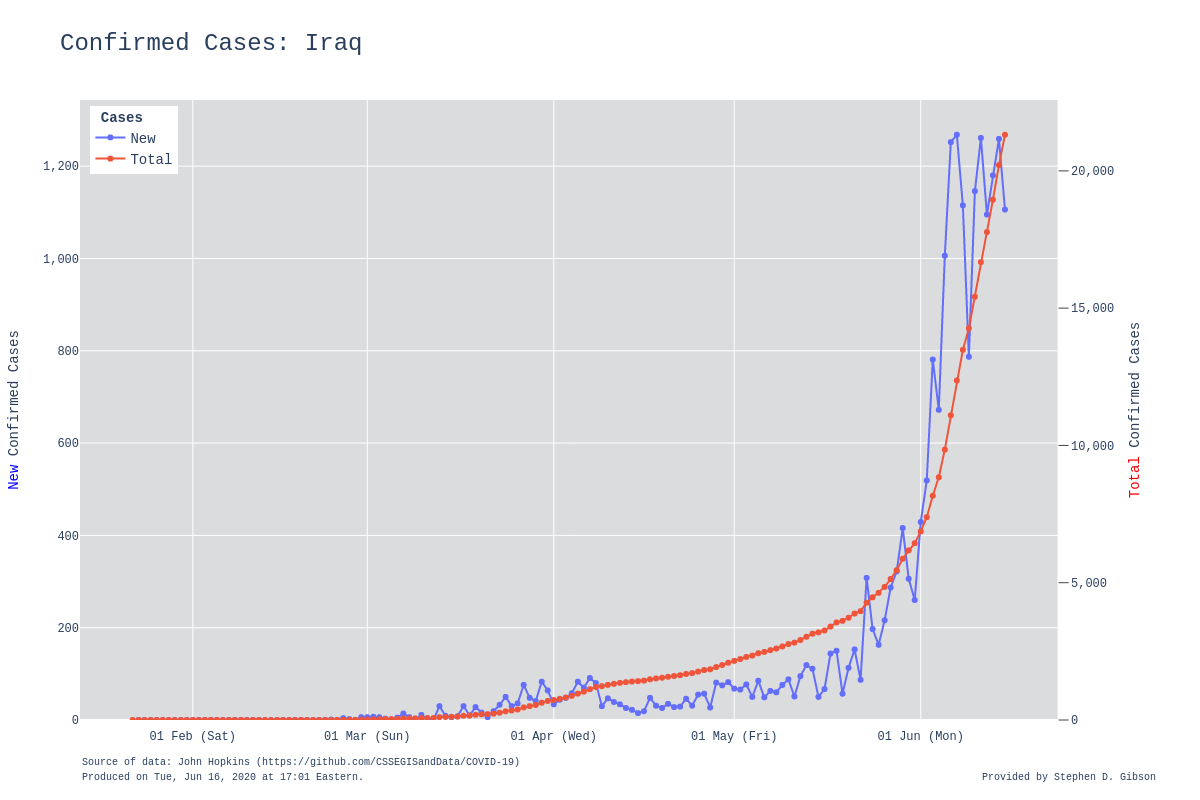 Confirmed Cases: Iraq
Cases
New
Total
1,200
1,000
800
600
400
200
0
New Confirmed Cases
20,000
15,000
10,000
5,000
0
Total Confirmed Cases
01 Feb (Sat)
01 Mar (Sun)
01 Apr (Wed)
01 May (Fri)
01 Jun (Mon)
Source of data: John Hopkins (https://github.com/CSSEGISandData/COVID-19)
Produced on Tue, Jun 16, 2020 at 17:01 Eastern.
Provided by Stephen D. Gibson